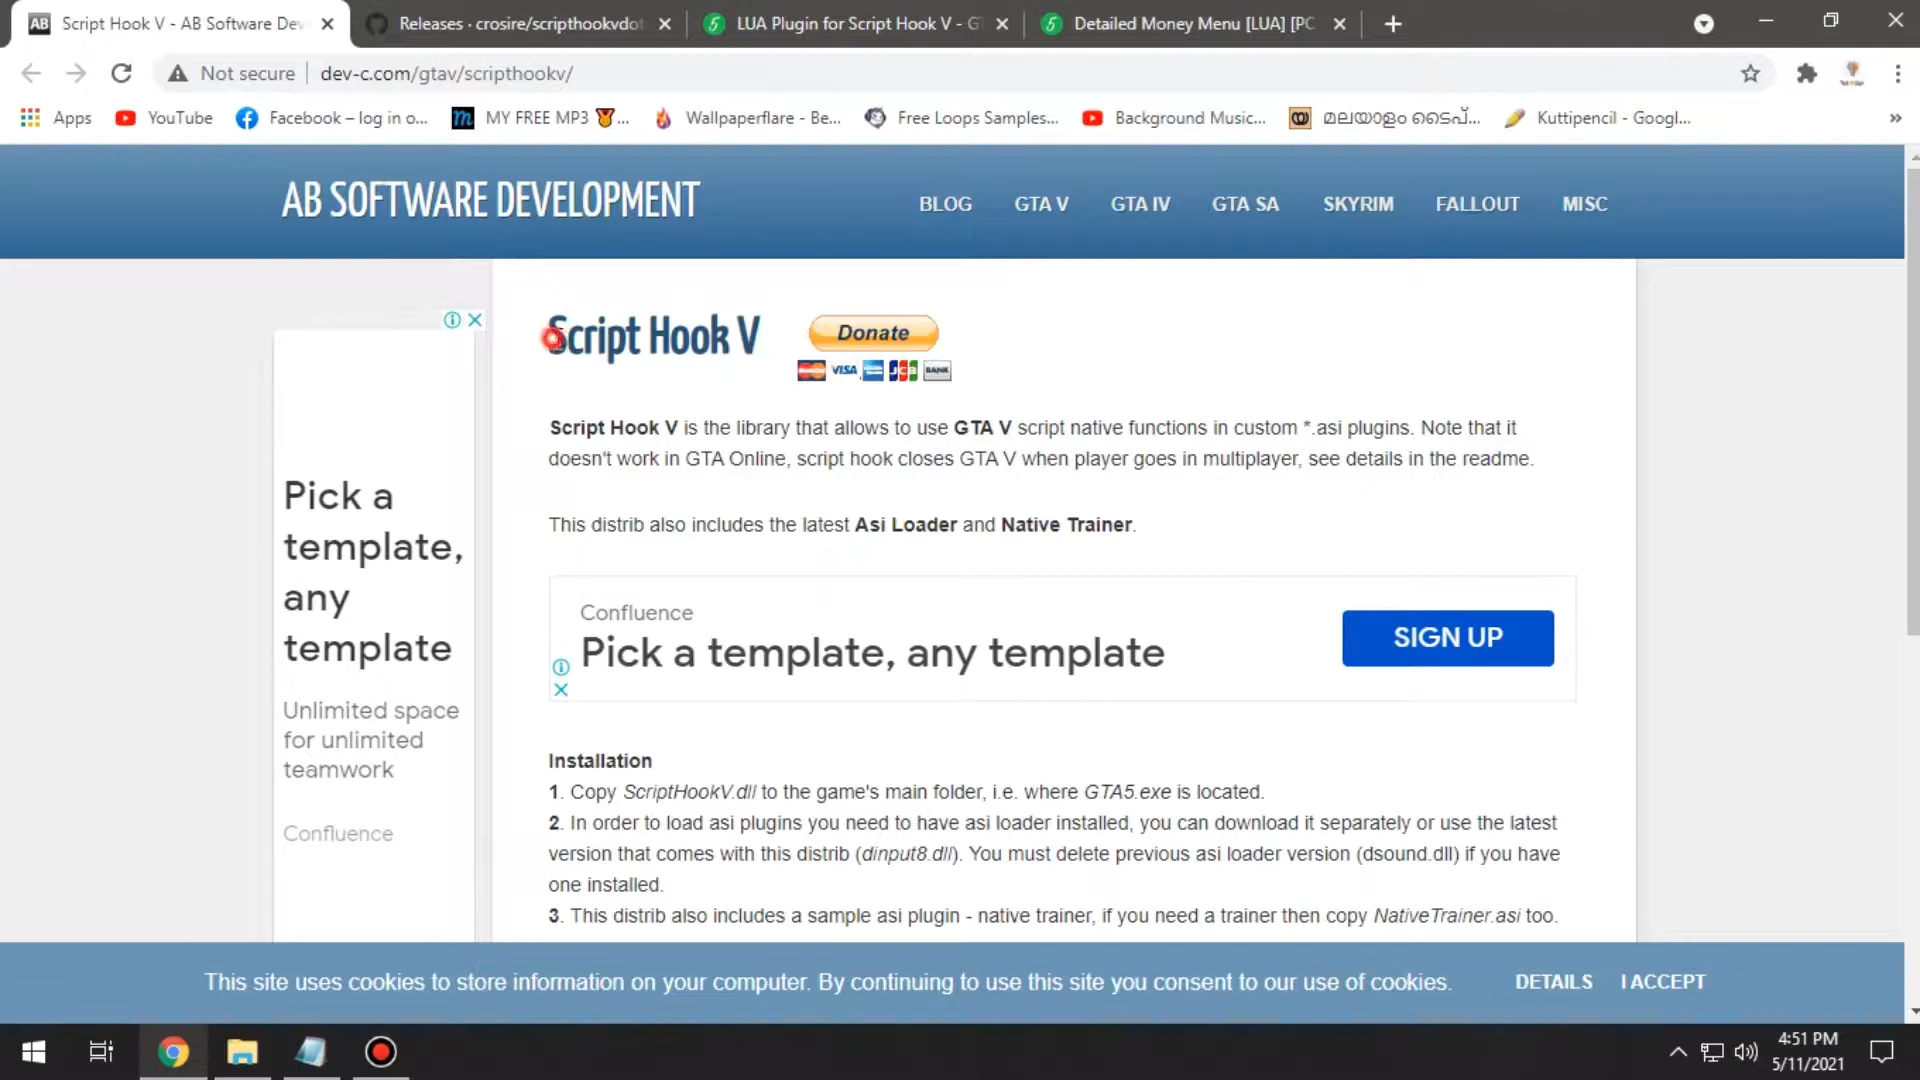 AB Script Hook V - AB Software Dev
Releases · crosire/scripthookvdot
5 LUA Plugin for Script Hook V - G
5 Detailed Money Menu [LUA] [PC
Not secure dev-c.com/gtav/scripthookv/
Apps YouTube Facebook – log in o... m MY FREE MP3 ... Wallpaperflare - Be... Free Loops Samples... Background Music... മലയാളം ടൈപ്... Kuttipencil - Googl... »
AB SOFTWARE DEVELOPMENT
BLOG GTA V GTA IV GTA SA SKYRIM FALLOUT MISC
Script Hook V
Donate
VISA JCB BANK
Script Hook V is the library that allows to use GTA V script native functions in custom *.asi plugins. Note that it
doesn't work in GTA Online, script hook closes GTA V when player goes in multiplayer, see details in the readme.
This distrib also includes the latest Asi Loader and Native Trainer.
Pick a
template,
any
template
Unlimited space
for unlimited
teamwork
Confluence
Confluence
Pick a template, any template
SIGN UP
Installation
1. Copy ScriptHookV.dll to the game's main folder, i.e. where GTA5.exe is located.
2. In order to load asi plugins you need to have asi loader installed, you can download it separately or use the latest
version that comes with this distrib (dinput8.dll). You must delete previous asi loader version (dsound.dll) if you have
one installed.
3. This distrib also includes a sample asi plugin - native trainer, if you need a trainer then copy NativeTrainer.asi too.
This site uses cookies to store information on your computer. By continuing to use this site you consent to our use of cookies.
DETAILS I ACCEPT
4:51 PM
5/11/2021